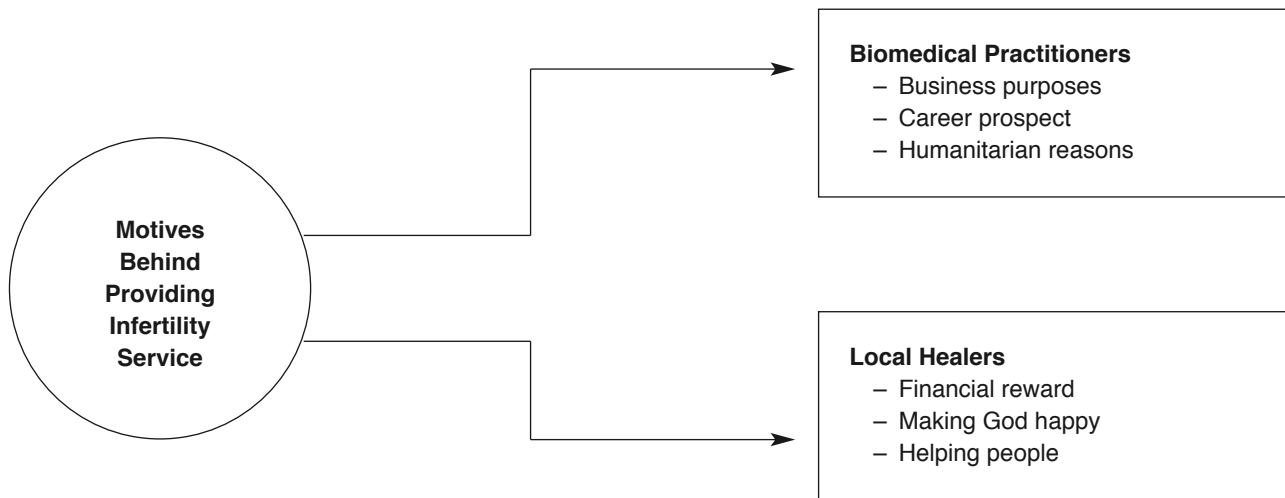 Motives
Behind
Providing
Infertility
Service
Biomedical Practitioners
– Business purposes
– Career prospect
– Humanitarian reasons
Local Healers
– Financial reward
– Making God happy
– Helping people